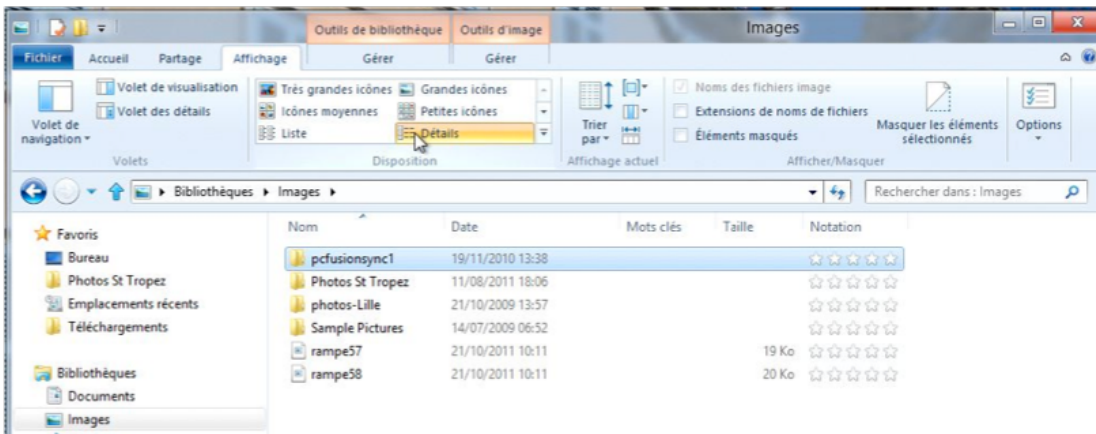 Outils de bibliothèque Outils d'image Images
Fichier Accueil Partage Affichage Gérer Gérer
Volet de navigation
Volet de visualisation
Volet des détails
Volets
Très grandes icônes Grandes icônes
Icônes moyennes Petites icônes
Liste Détails
Disposition
Trier par
Affichage actuel
Noms des fichiers image
Extensions de noms de fichiers
Éléments masqués
Masquer les éléments sélectionnés
Afficher/Masquer
Options
Bibliothèques Images Rechercher dans : Images
Favoris
Bureau
Photos St Tropez
Emplacements récents
Téléchargements
Bibliothèques
Documents
Images
Nom Date Mots clés Taille Notation
pcfusionsync1 19/11/2010 13:38
Photos St Tropez 11/08/2011 18:06
photos-Lille 21/10/2009 13:57
Sample Pictures 14/07/2009 06:52
rampe57 21/10/2011 10:11 19 Ko
rampe58 21/10/2011 10:11 20 Ko